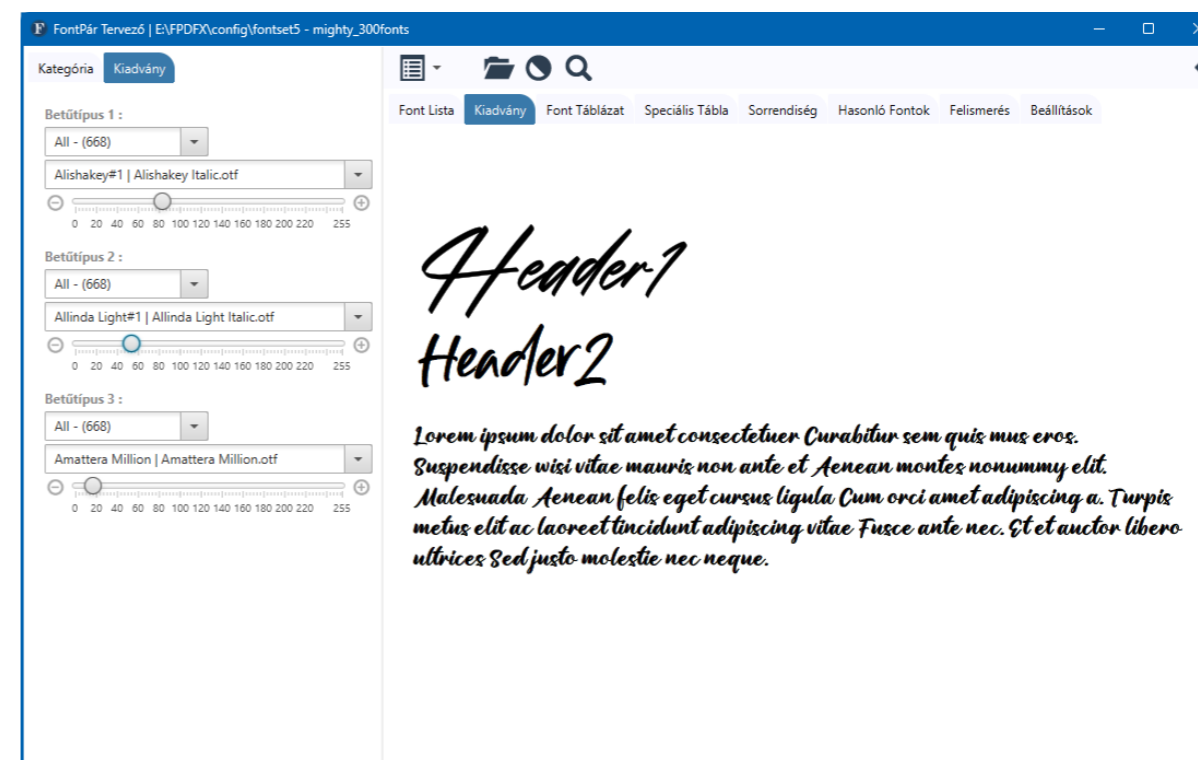 FontPár Tervező | E:\FPDFX\config\fontset5 - mighty_300fonts
Kategória Kiadvány
Betűtípus 1 :
All - (668)
Alishakey#1 | Alishakey Italic.otf
0 20 40 60 80 100 120 140 160 180 200 220 255
Betűtípus 2 :
All - (668)
Allinda Light#1 | Allinda Light Italic.otf
0 20 40 60 80 100 120 140 160 180 200 220 255
Betűtípus 3 :
All - (668)
Amattera Million | Amattera Million.otf
0 20 40 60 80 100 120 140 160 180 200 220 255
Font Lista Kiadvány Font Táblázat Speciális Tábla Sorrendiség Hasonló Fontok Felismerés Beállítások
Header1
Header2
Lorem ipsum dolor sit amet consectetuer Curabitur sem quis mus eros.
Suspendisse wisi vitae mauris non ante et Aenean montes nonummy elit.
Malesuada Aenean felis eget cursus ligula Cum orci amet adipiscing a. Turpis
metus elit ac laoreet tincidunt adipiscing vitae Fusce ante nec. Et et auctor libero
ultrices Sed justo molestie nec neque.